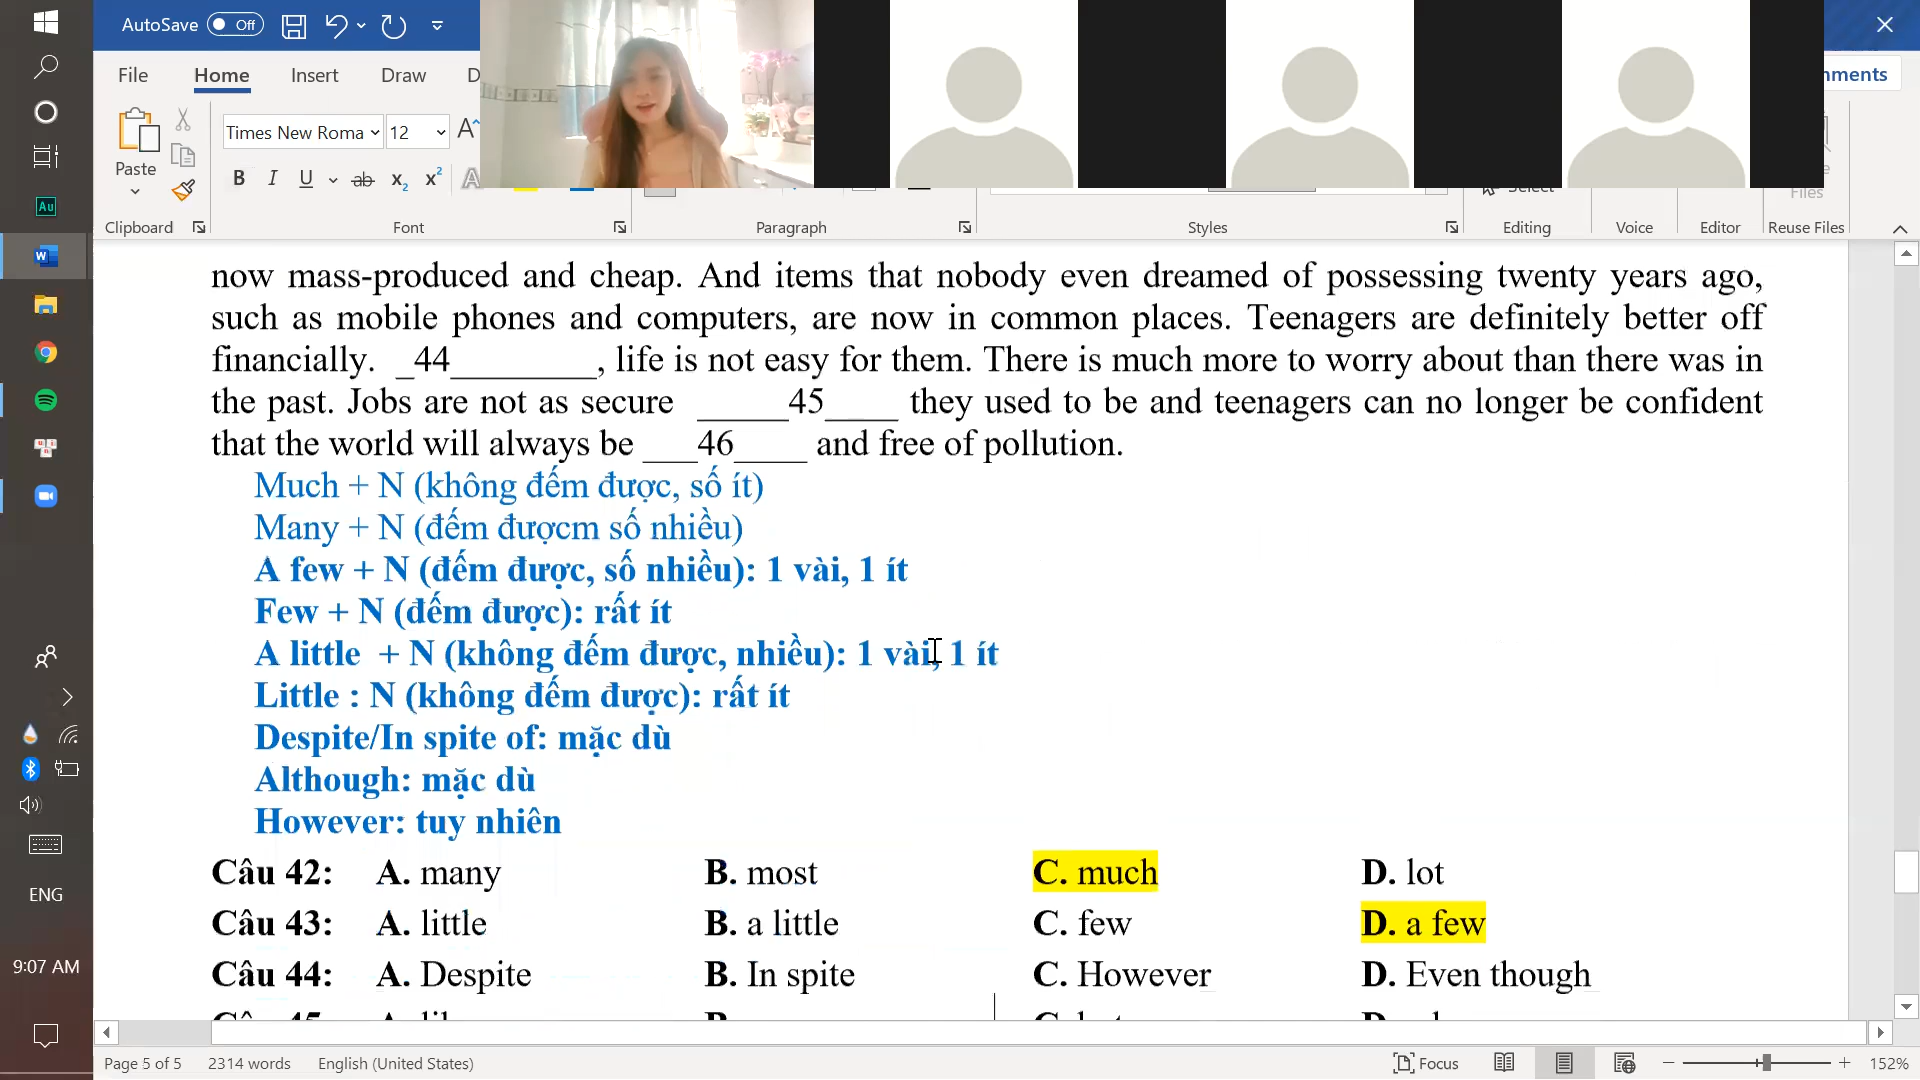 AutoSave Off
File Home Insert Draw D
mments
Paste
Times New Roma 12 A
B I U ab x2 x2 A
Select
Files
Clipboard Font Paragraph Styles Editing Voice Editor Reuse Files
now mass-produced and cheap. And items that nobody even dreamed of possessing twenty years ago,
such as mobile phones and computers, are now in common places. Teenagers are definitely better off
financially. _44________, life is not easy for them. There is much more to worry about than there was in
the past. Jobs are not as secure _____45____ they used to be and teenagers can no longer be confident
that the world will always be ___46____ and free of pollution.
Much + N (không đếm được, số ít)
Many + N (đếm đượcm số nhiều)
A few + N (đếm được, số nhiều): 1 vài, 1 ít
Few + N (đếm được): rất ít
A little + N (không đếm được, nhiều): 1 vài, 1 ít
Little : N (không đếm được): rất ít
Despite/In spite of: mặc dù
Although: mặc dù
However: tuy nhiên
Câu 42: A. many B. most C. much D. lot
Câu 43: A. little B. a little C. few D. a few
Câu 44: A. Despite B. In spite C. However D. Even though
Au
ENG
9:07 AM
Page 5 of 5 2314 words English (United States) Focus 152%